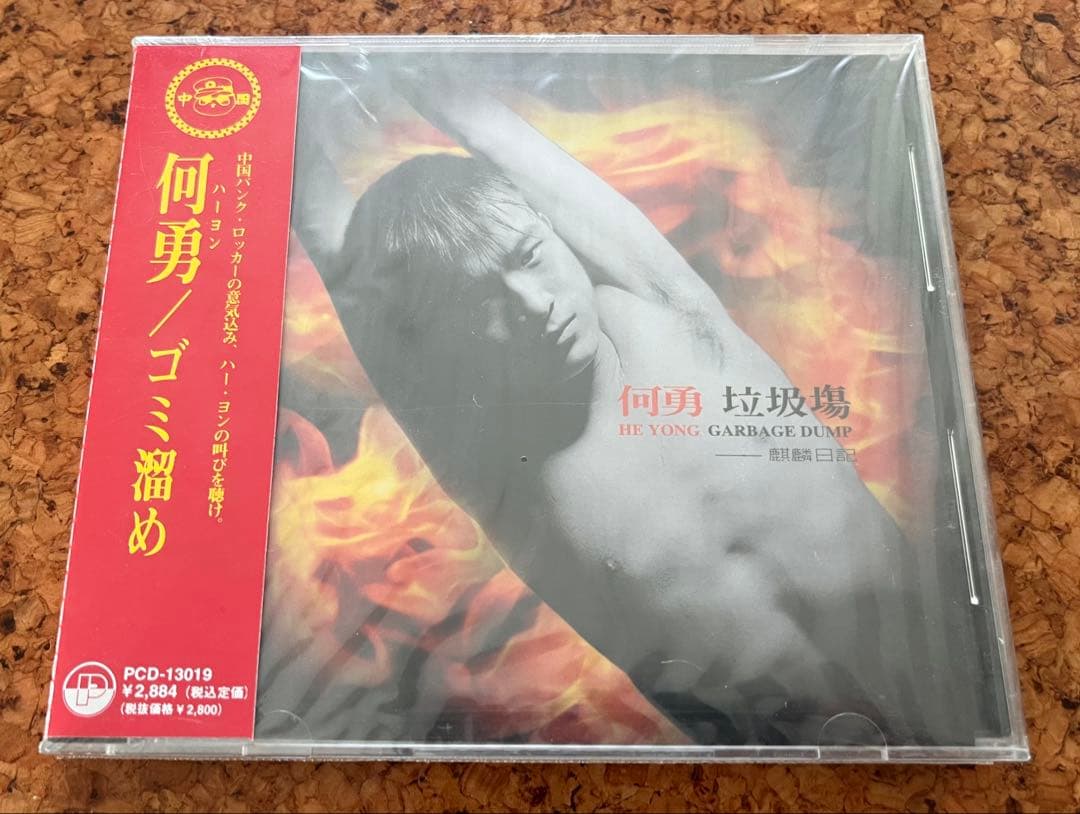 中国
中国パンク・ロッカーの意気込み、ハー・ヨンの叫びを聴け。
ハーヨン
何勇／ゴミ溜め
P
PCD-13019
¥2,884（税込定価）
（税抜価格¥2,800）
何勇 垃圾場
HE YONG GARBAGE DUMP
——麒麟日記